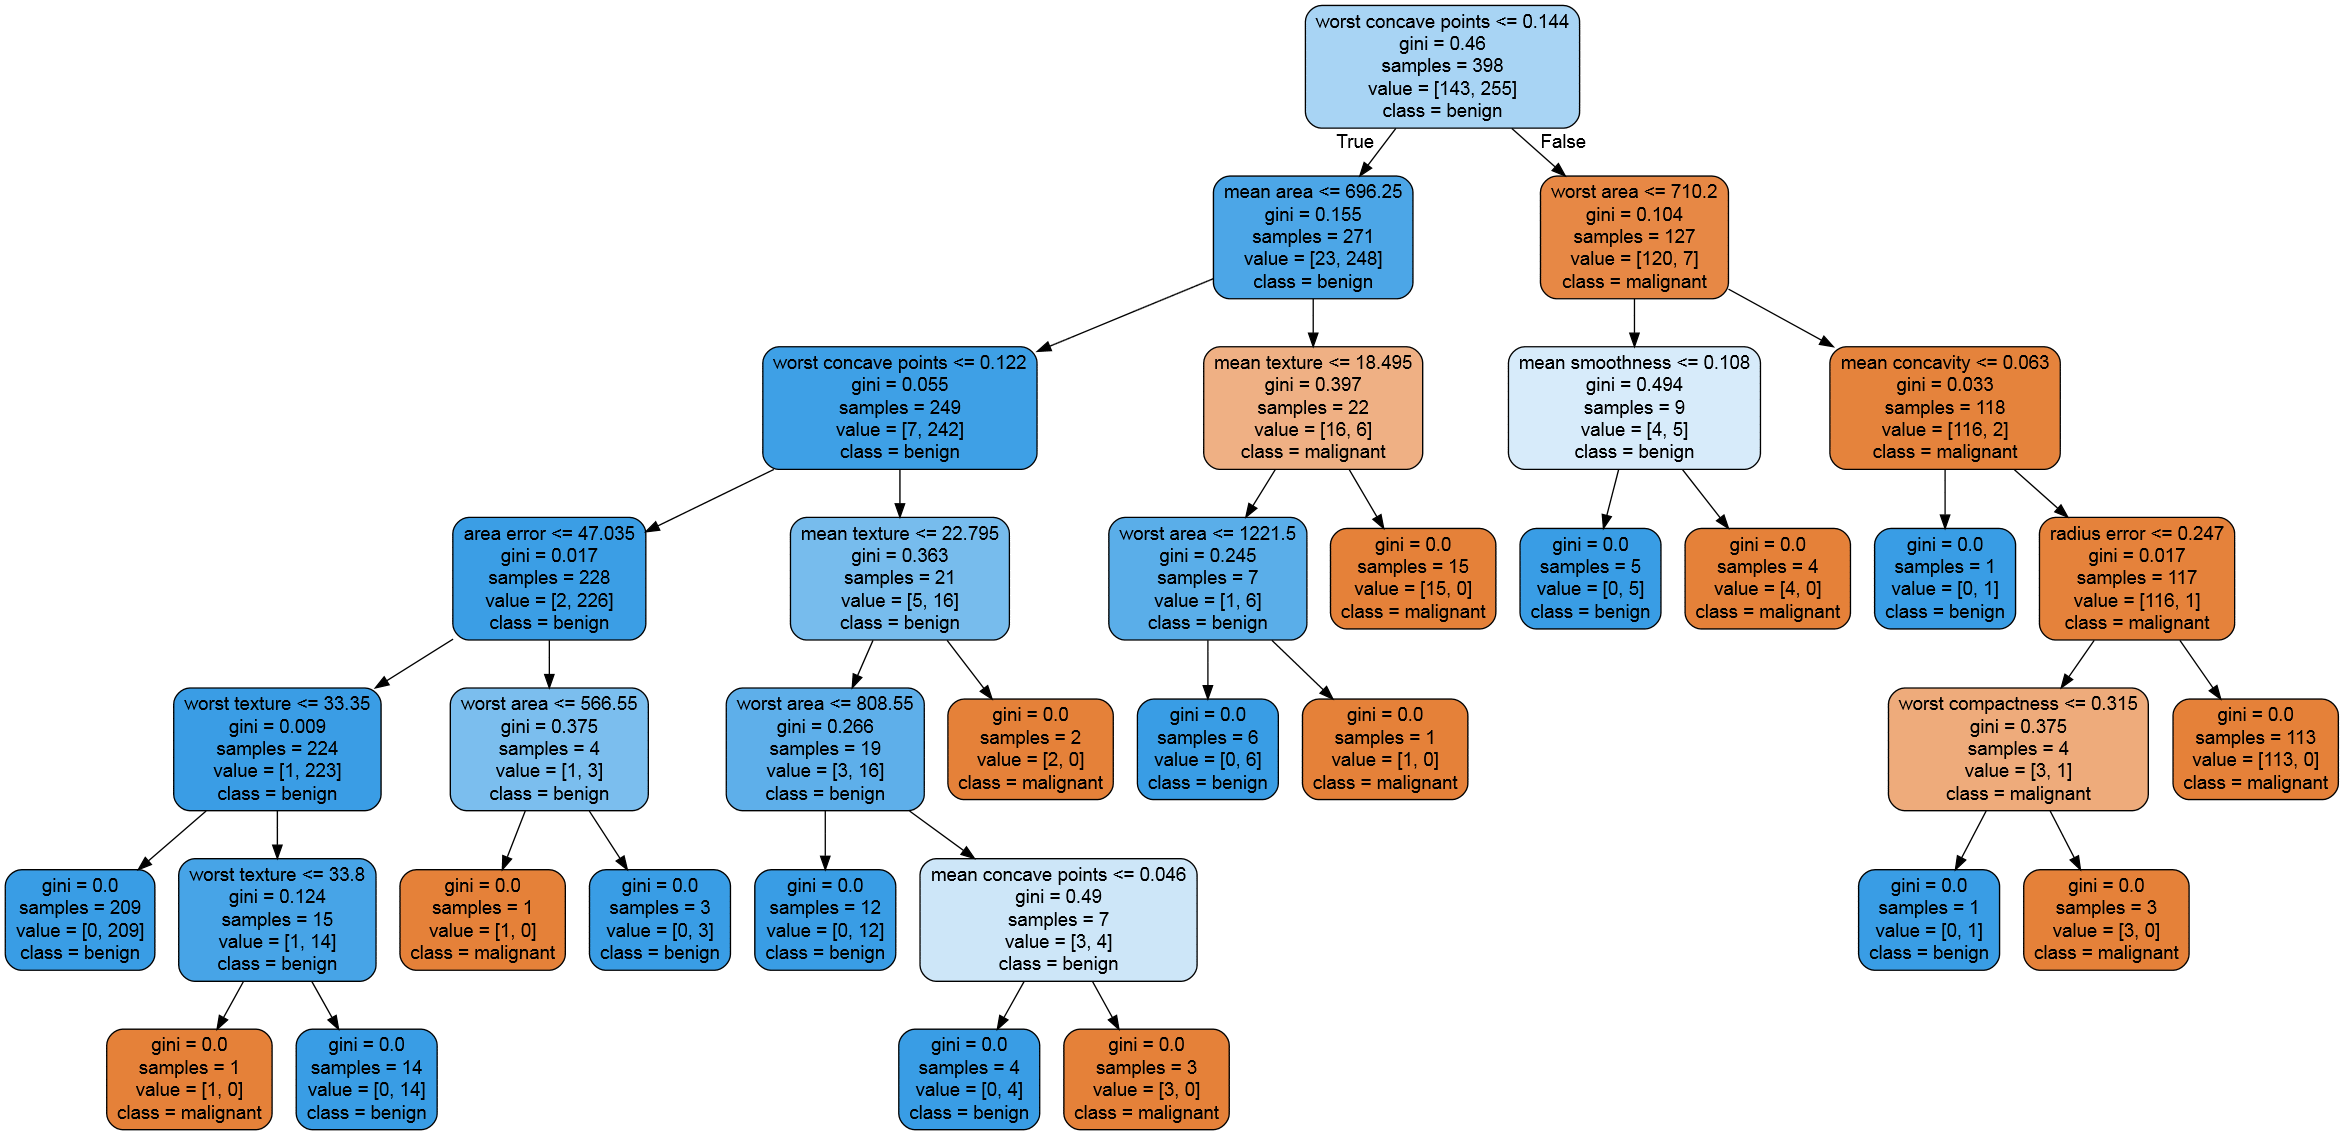 worst concave points <= 0.144
gini = 0.46
samples = 398
value = [143, 255]
class = benign
True
False
mean area <= 696.25
gini = 0.155
samples = 271
value = [23, 248]
class = benign
worst area <= 710.2
gini = 0.104
samples = 127
value = [120, 7]
class = malignant
worst concave points <= 0.122
gini = 0.055
samples = 249
value = [7, 242]
class = benign
mean texture <= 18.495
gini = 0.397
samples = 22
value = [16, 6]
class = malignant
mean smoothness <= 0.108
gini = 0.494
samples = 9
value = [4, 5]
class = benign
mean concavity <= 0.063
gini = 0.033
samples = 118
value = [116, 2]
class = malignant
area error <= 47.035
gini = 0.017
samples = 228
value = [2, 226]
class = benign
mean texture <= 22.795
gini = 0.363
samples = 21
value = [5, 16]
class = benign
worst area <= 1221.5
gini = 0.245
samples = 7
value = [1, 6]
class = benign
gini = 0.0
samples = 15
value = [15, 0]
class = malignant
gini = 0.0
samples = 5
value = [0, 5]
class = benign
gini = 0.0
samples = 4
value = [4, 0]
class = malignant
gini = 0.0
samples = 1
value = [0, 1]
class = benign
radius error <= 0.247
gini = 0.017
samples = 117
value = [116, 1]
class = malignant
worst texture <= 33.35
gini = 0.009
samples = 224
value = [1, 223]
class = benign
worst area <= 566.55
gini = 0.375
samples = 4
value = [1, 3]
class = benign
worst area <= 808.55
gini = 0.266
samples = 19
value = [3, 16]
class = benign
gini = 0.0
samples = 2
value = [2, 0]
class = malignant
gini = 0.0
samples = 6
value = [0, 6]
class = benign
gini = 0.0
samples = 1
value = [1, 0]
class = malignant
worst compactness <= 0.315
gini = 0.375
samples = 4
value = [3, 1]
class = malignant
gini = 0.0
samples = 113
value = [113, 0]
class = malignant
gini = 0.0
samples = 209
value = [0, 209]
class = benign
worst texture <= 33.8
gini = 0.124
samples = 15
value = [1, 14]
class = benign
gini = 0.0
samples = 1
value = [1, 0]
class = malignant
gini = 0.0
samples = 3
value = [0, 3]
class = benign
gini = 0.0
samples = 12
value = [0, 12]
class = benign
mean concave points <= 0.046
gini = 0.49
samples = 7
value = [3, 4]
class = benign
gini = 0.0
samples = 1
value = [0, 1]
class = benign
gini = 0.0
samples = 3
value = [3, 0]
class = malignant
gini = 0.0
samples = 1
value = [1, 0]
class = malignant
gini = 0.0
samples = 14
value = [0, 14]
class = benign
gini = 0.0
samples = 4
value = [0, 4]
class = benign
gini = 0.0
samples = 3
value = [3, 0]
class = malignant